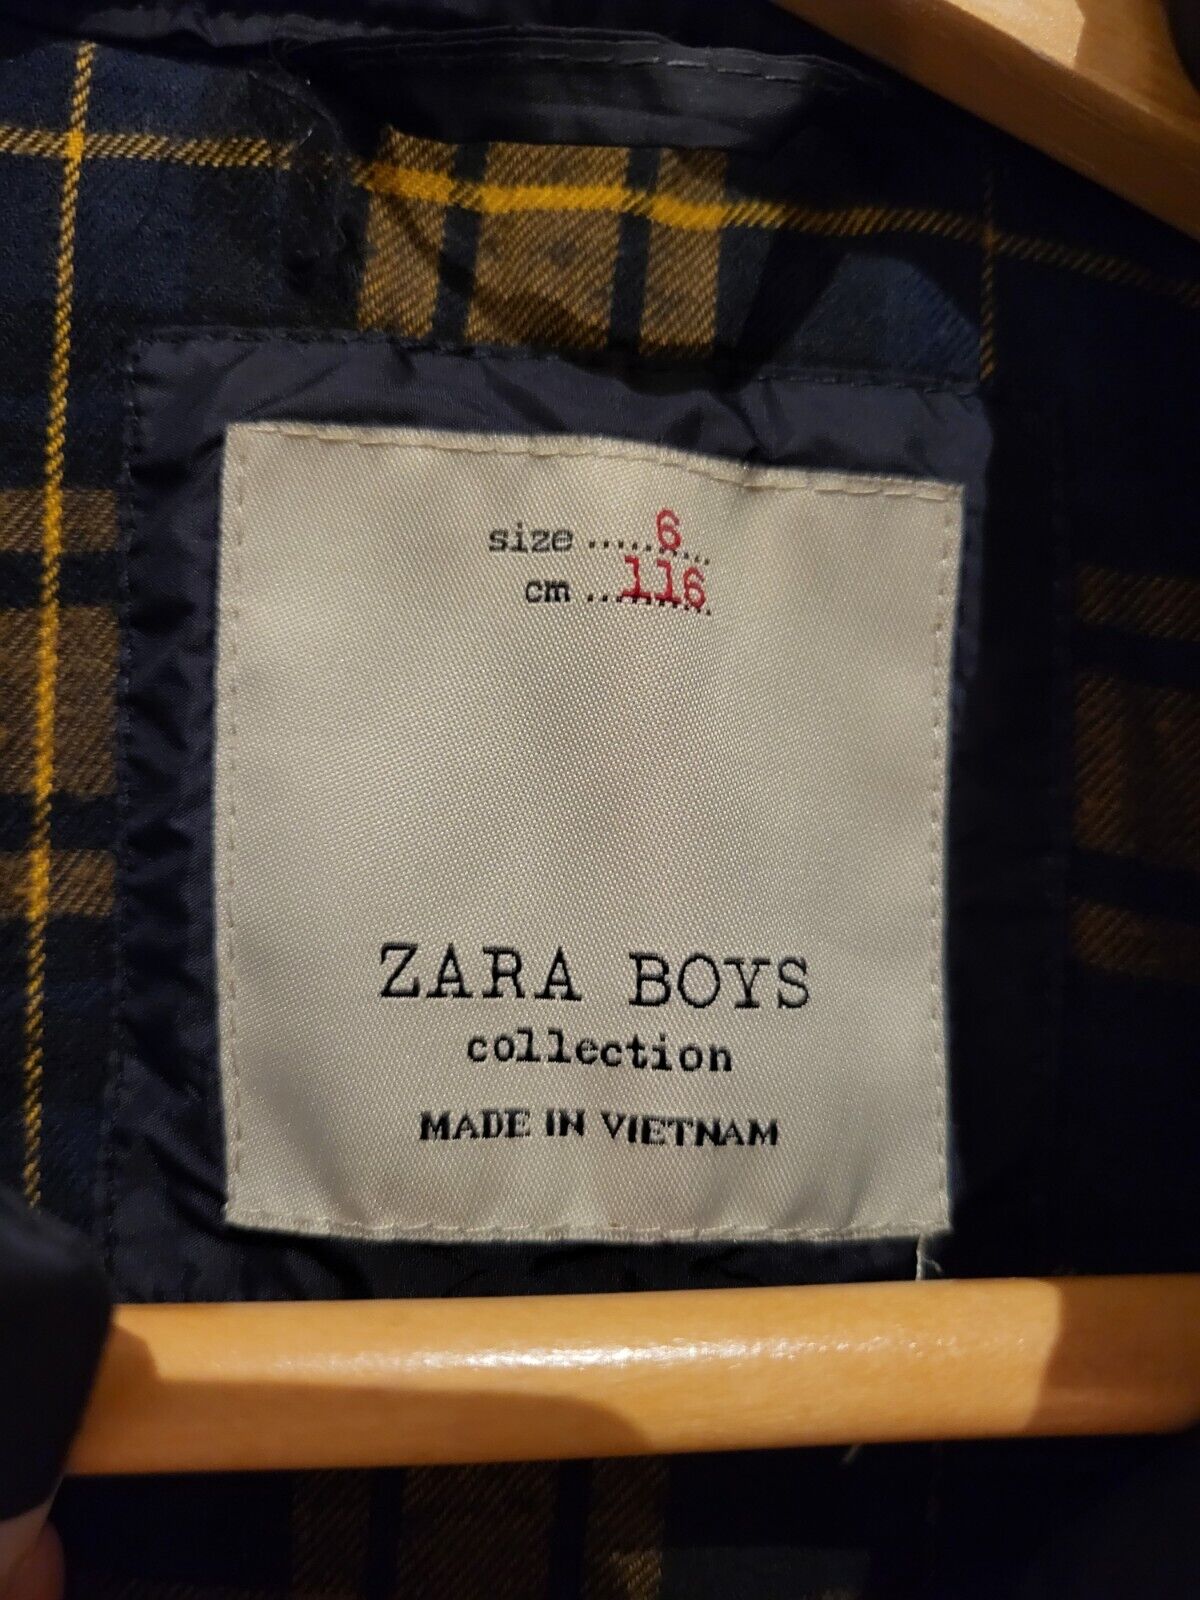 size ..... 6
cm ..... 116
ZARA BOYS
collection
MADE IN VIETNAM